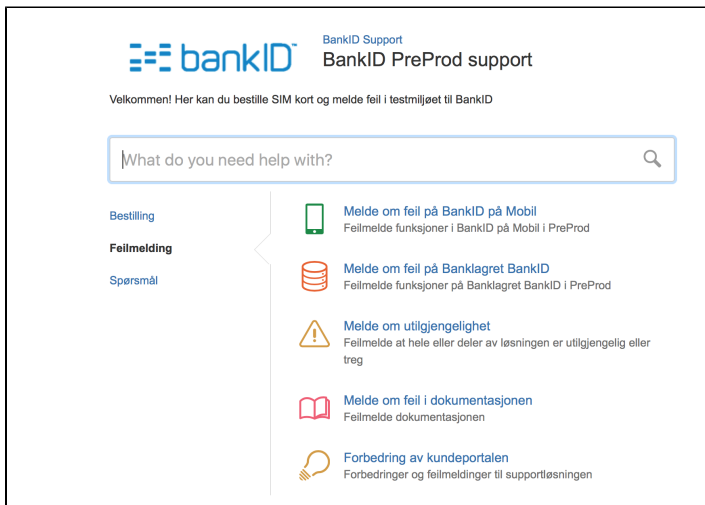 bankID™
BankID Support
BankID PreProd support
Velkommen! Her kan du bestille SIM kort og melde feil i testmiljøet til BankID
What do you need help with?
Bestilling
Feilmelding
Spørsmål
Melde om feil på BankID på Mobil
Feilmelde funksjoner i BankID på Mobil i PreProd
Melde om feil på Banklagret BankID
Feilmelde funksjoner på Banklagret BankID i PreProd
Melde om utilgjengelighet
Feilmelde at hele eller deler av løsningen er utilgjengelig eller
treg
Melde om feil i dokumentasjonen
Feilmelde dokumentasjonen
Forbedring av kundeportalen
Forbedringer og feilmeldinger til supportløsningen